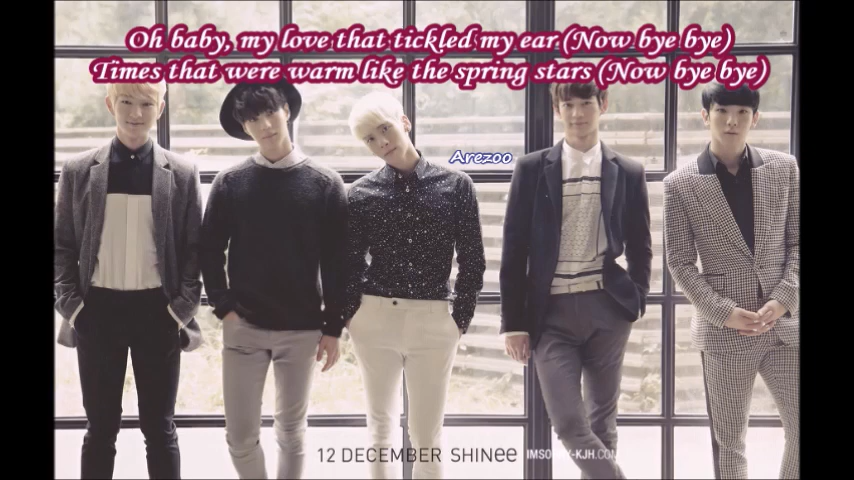 Oh baby, my love that tickled my ear (Now bye bye)
Times that were warm like the spring stars (Now bye bye)
Arezoo
12 DECEMBER SHINee